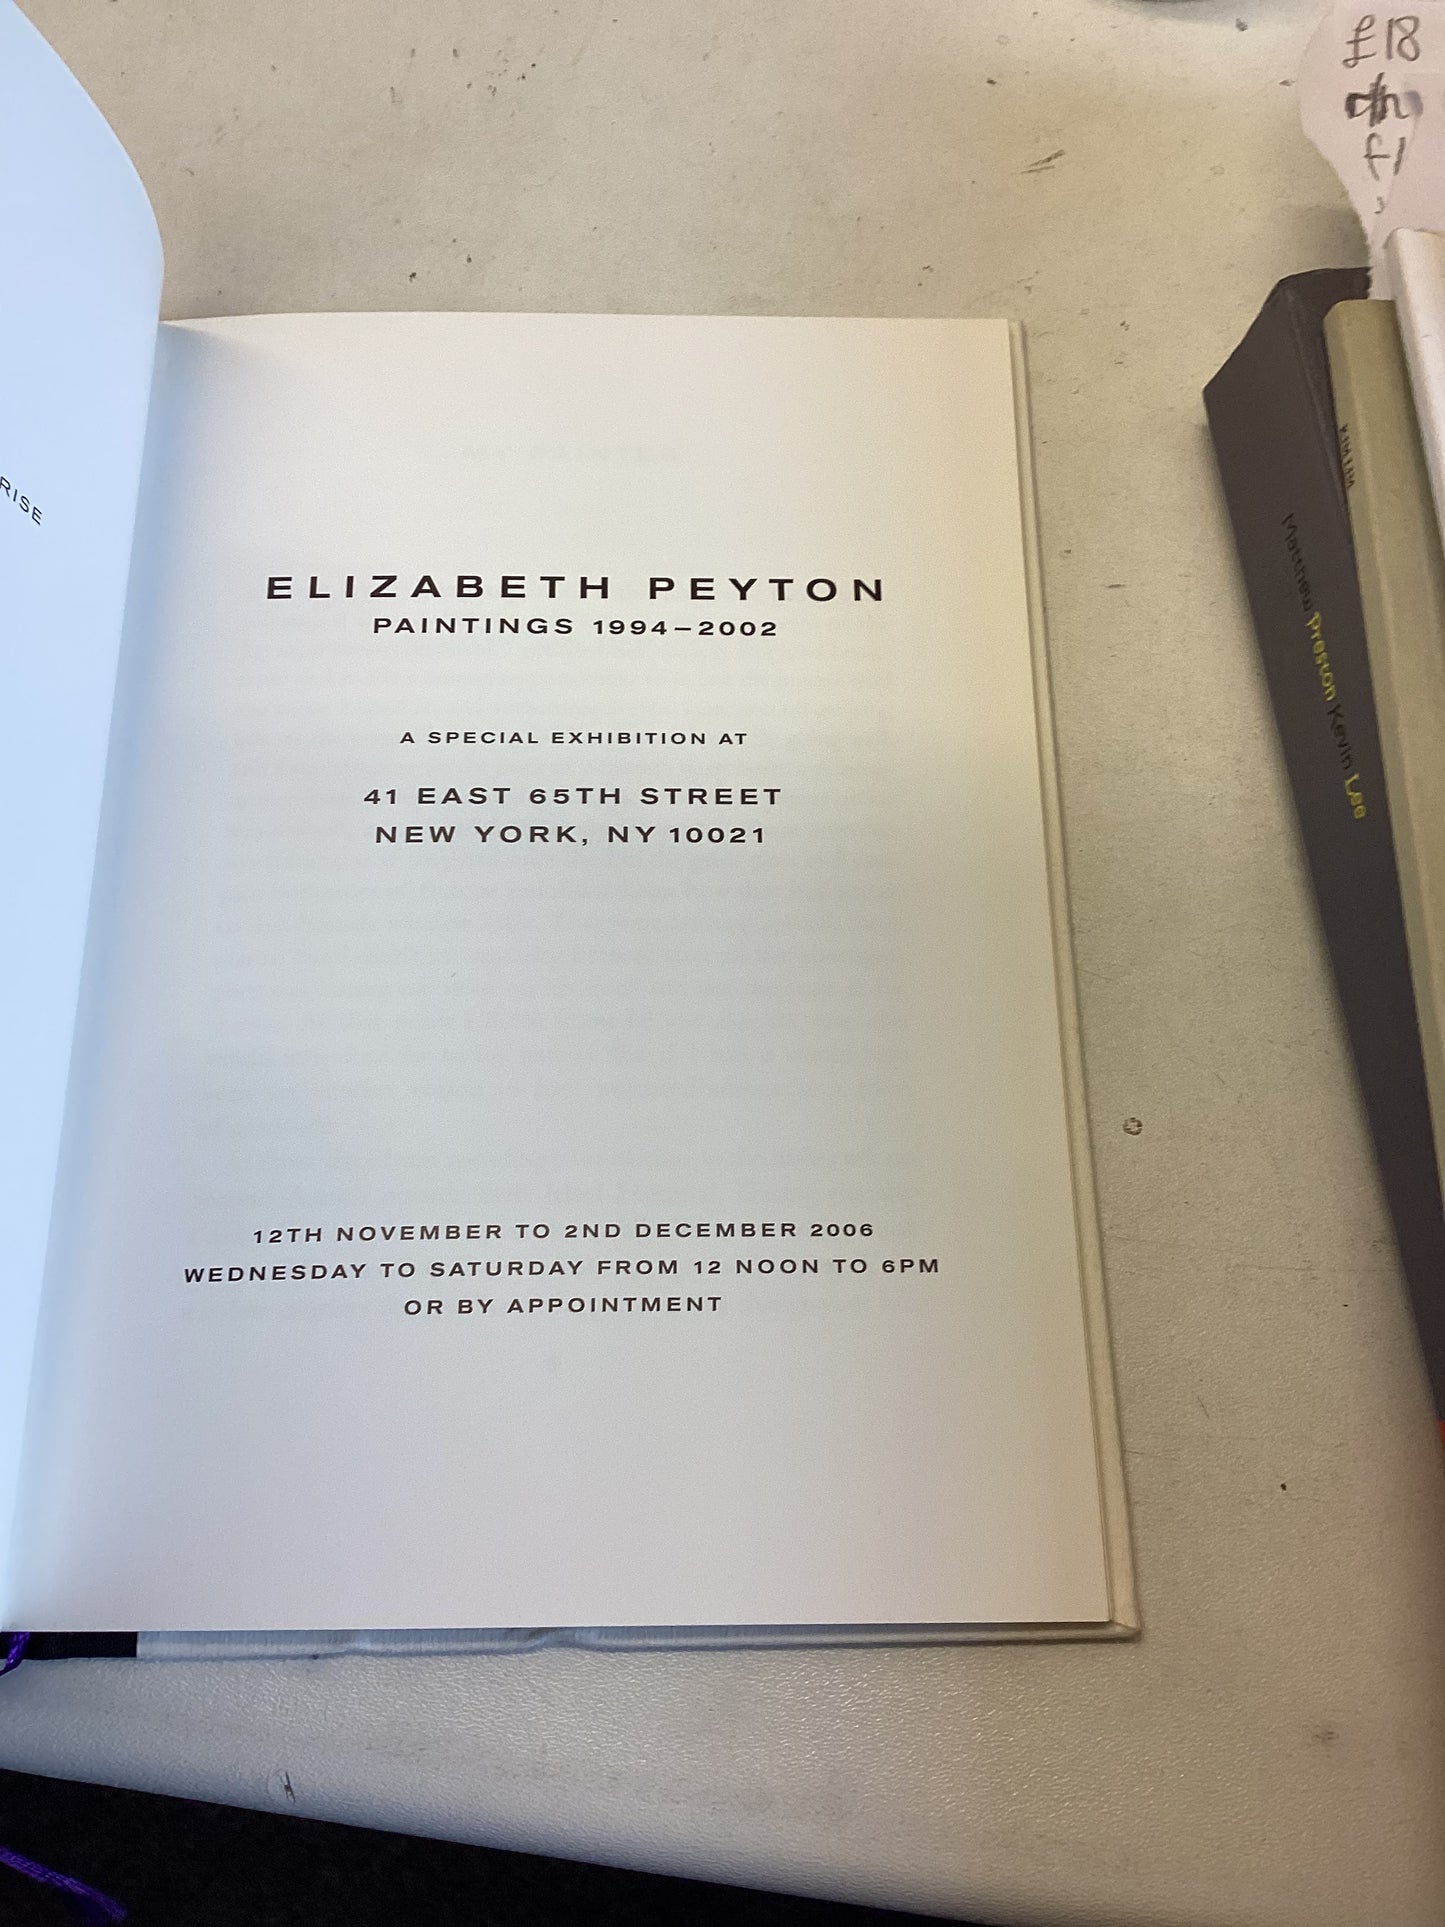 RISE
ELIZABETH PEYTON
PAINTINGS 1994–2002
A SPECIAL EXHIBITION AT
41 EAST 65TH STREET
NEW YORK, NY 10021
12TH NOVEMBER TO 2ND DECEMBER 2006
WEDNESDAY TO SATURDAY FROM 12 NOON TO 6PM
OR BY APPOINTMENT
£18
Matthew Preston Kevin Lee